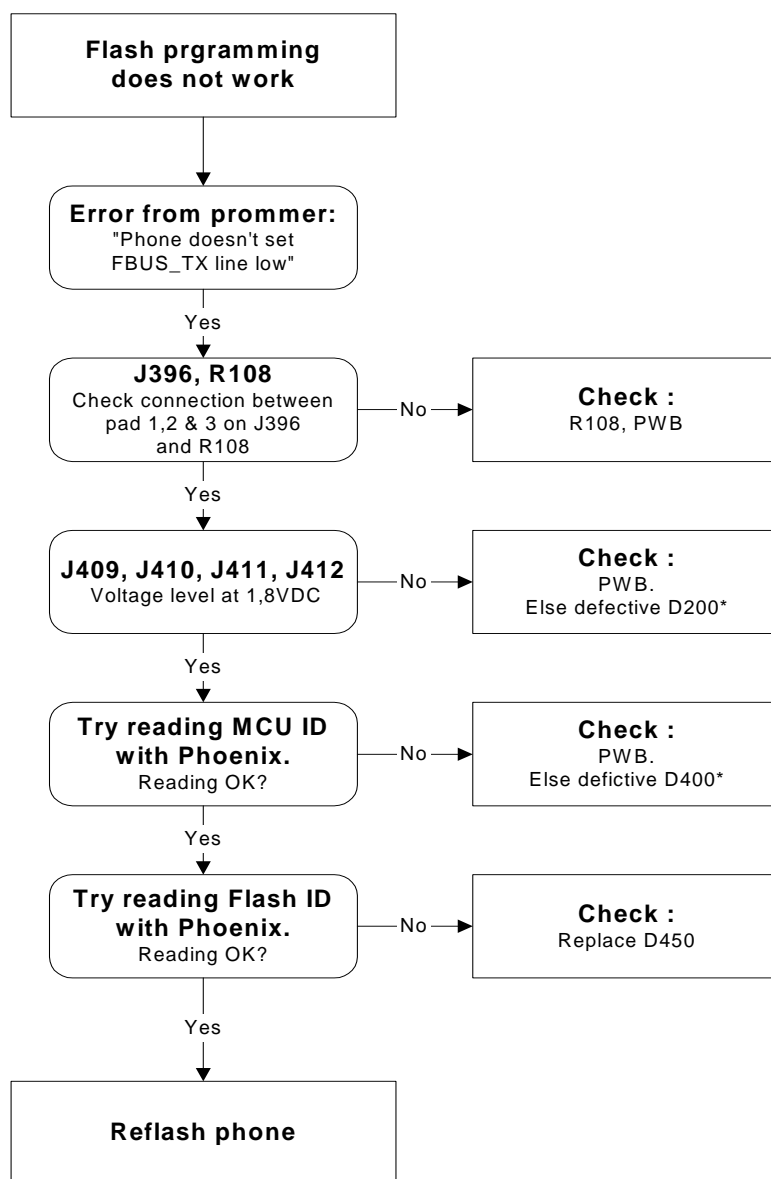 Flash prgramming
does not work
Error from prommer:
"Phone doesn't set
FBUS_TX line low"
Yes
J396, R108
Check connection between
pad 1,2 & 3 on J396
and R108
No
Check :
R108, PWB
Yes
J409, J410, J411, J412
Voltage level at 1,8VDC
No
Check :
PWB.
Else defective D200*
Yes
Try reading MCU ID
with Phoenix.
Reading OK?
No
Check :
PWB.
Else defictive D400*
Yes
Try reading Flash ID
with Phoenix.
Reading OK?
No
Check :
Replace D450
Yes
Reflash phone